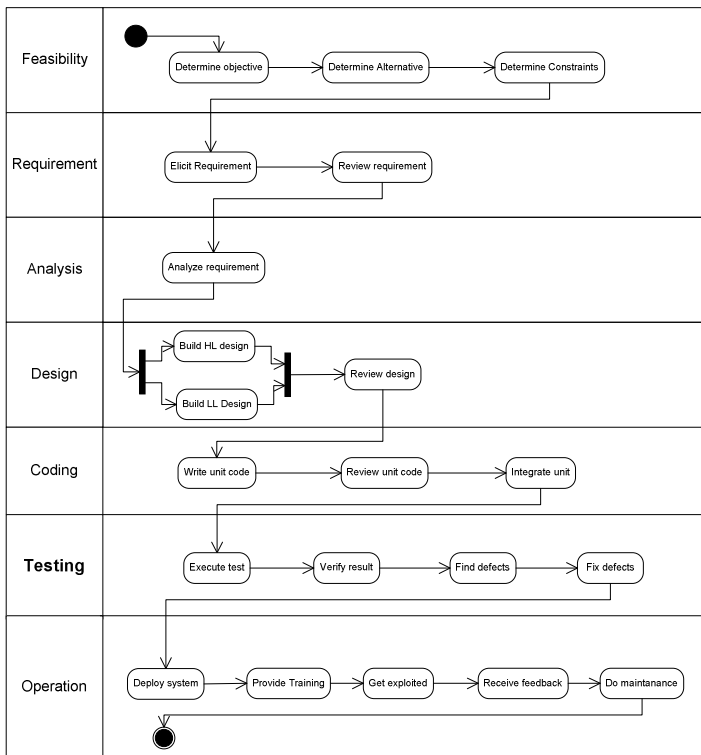 Feasibility
Determine objective
Determine Alternative
Determine Constraints
Requirement
Elicit Requirement
Review requirement
Analysis
Analyze requirement
Design
Build HL design
Build LL Design
Review design
Coding
Write unit code
Review unit code
Integrate unit
Testing
Execute test
Verify result
Find defects
Fix defects
Operation
Deploy system
Provide Training
Get exploited
Receive feedback
Do maintanance